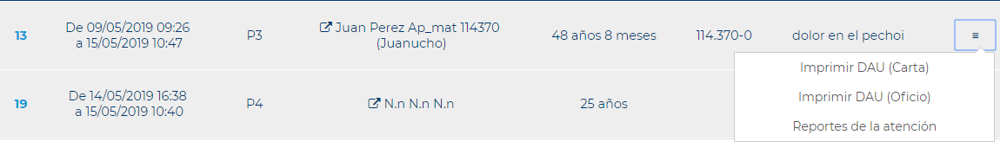 13
De 09/05/2019 09:26
a 15/05/2019 10:47
P3
Juan Perez Ap_mat 114370
(Juanucho)
48 años 8 meses
114.370-0
dolor en el pechoi
≡
Imprimir DAU (Carta)
Imprimir DAU (Oficio)
Reportes de la atención
19
De 14/05/2019 16:38
a 15/05/2019 10:40
P4
N.n N.n N.n
25 años